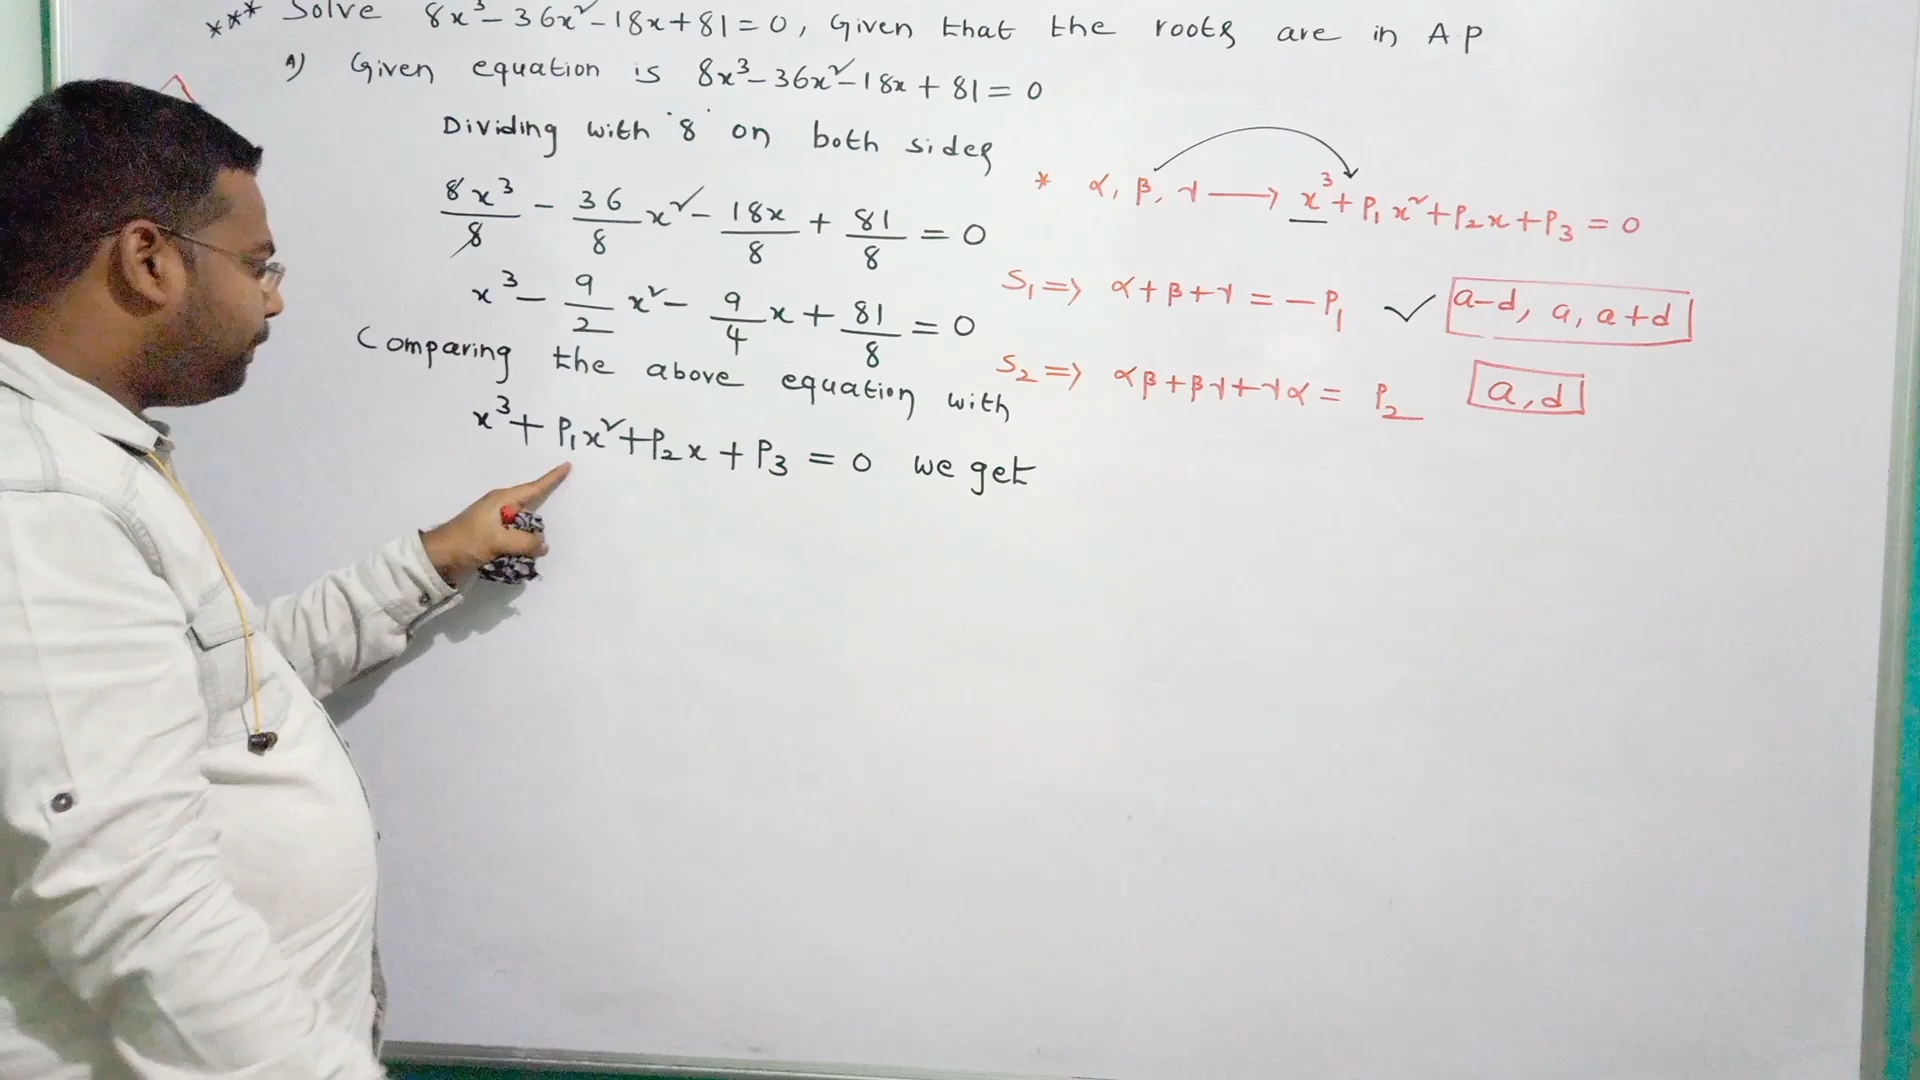 *** Solve 8x³ - 36x² - 18x + 81 = 0, Given that the roots are in A P
A) Given equation is 8x³ - 36x² - 18x + 81 = 0
Dividing with '8' on both sides
8x³/8 - 36/8 x² - 18x/8 + 81/8 = 0
x³ - 9/2 x² - 9/4 x + 81/8 = 0
Comparing the above equation with
x³ + P₁x² + P₂x + P₃ = 0 we get
* α, β, γ ⟶ x³ + P₁x² + P₂x + P₃ = 0
S₁ ⇒ α + β + γ = -P₁ ✓ a-d, a, a+d
S₂ ⇒ αβ + βγ + γα = P₂ a, d